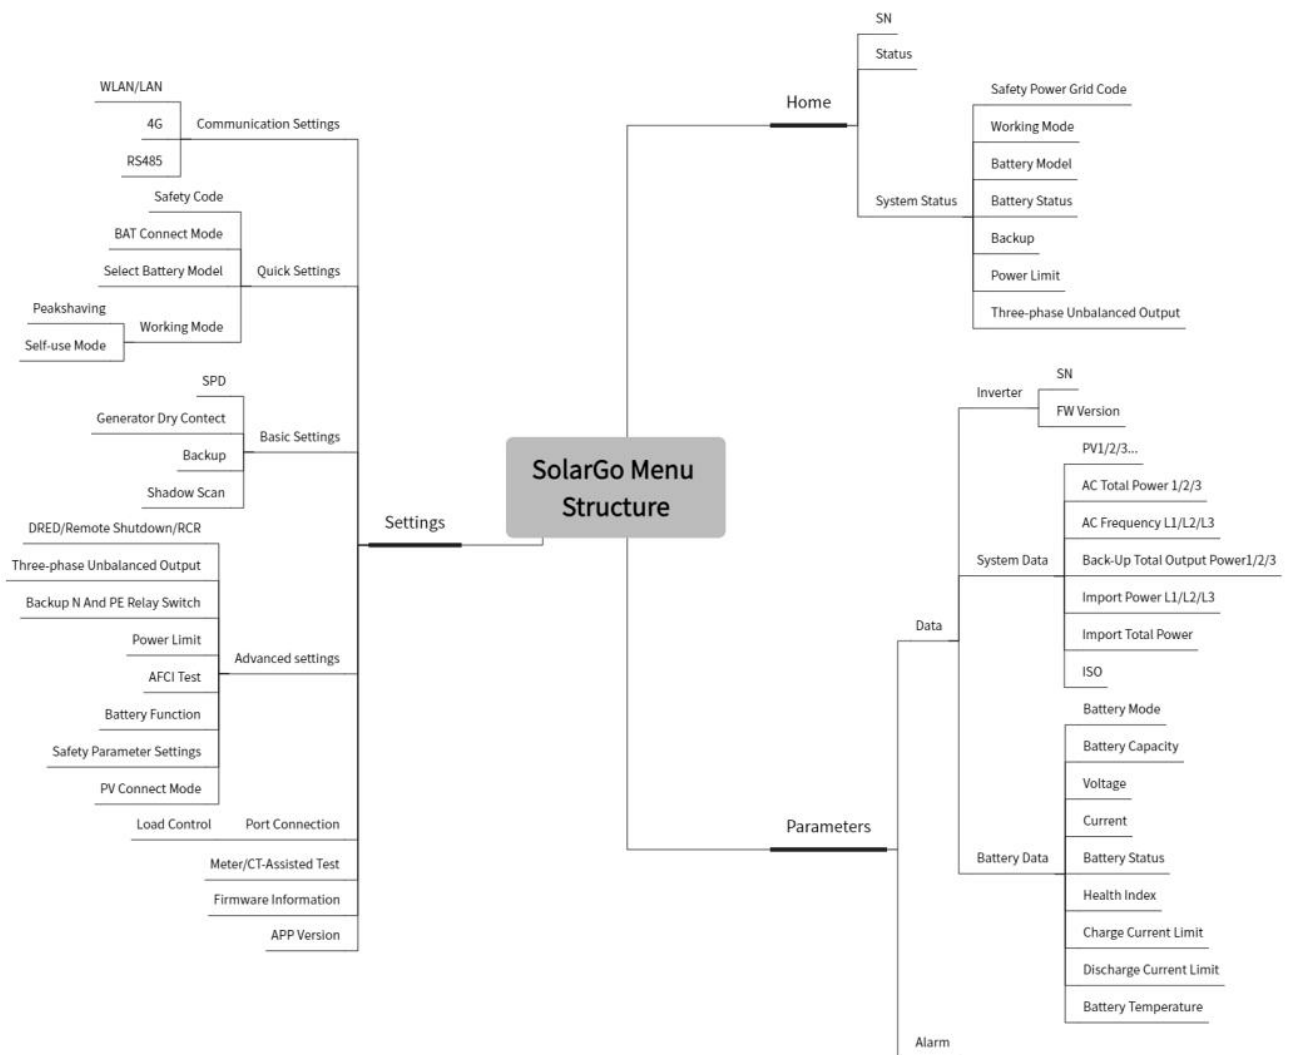 SolarGo Menu
Structure
Home
SN
Status
System Status
Safety Power Grid Code
Working Mode
Battery Model
Battery Status
Backup
Power Limit
Three-phase Unbalanced Output
Parameters
Data
Inverter
SN
FW Version
System Data
PV1/2/3...
AC Total Power 1/2/3
AC Frequency L1/L2/L3
Back-Up Total Output Power1/2/3
Import Power L1/L2/L3
Import Total Power
ISO
Battery Data
Battery Mode
Battery Capacity
Voltage
Current
Battery Status
Health Index
Charge Current Limit
Discharge Current Limit
Battery Temperature
Alarm
Settings
Communication Settings
WLAN/LAN
4G
RS485
Quick Settings
Safety Code
BAT Connect Mode
Select Battery Model
Working Mode
Peakshaving
Self-use Mode
Basic Settings
SPD
Generator Dry Contect
Backup
Shadow Scan
Advanced settings
DRED/Remote Shutdown/RCR
Three-phase Unbalanced Output
Backup N And PE Relay Switch
Power Limit
AFCI Test
Battery Function
Safety Parameter Settings
PV Connect Mode
Port Connection
Load Control
Meter/CT-Assisted Test
Firmware Information
APP Version